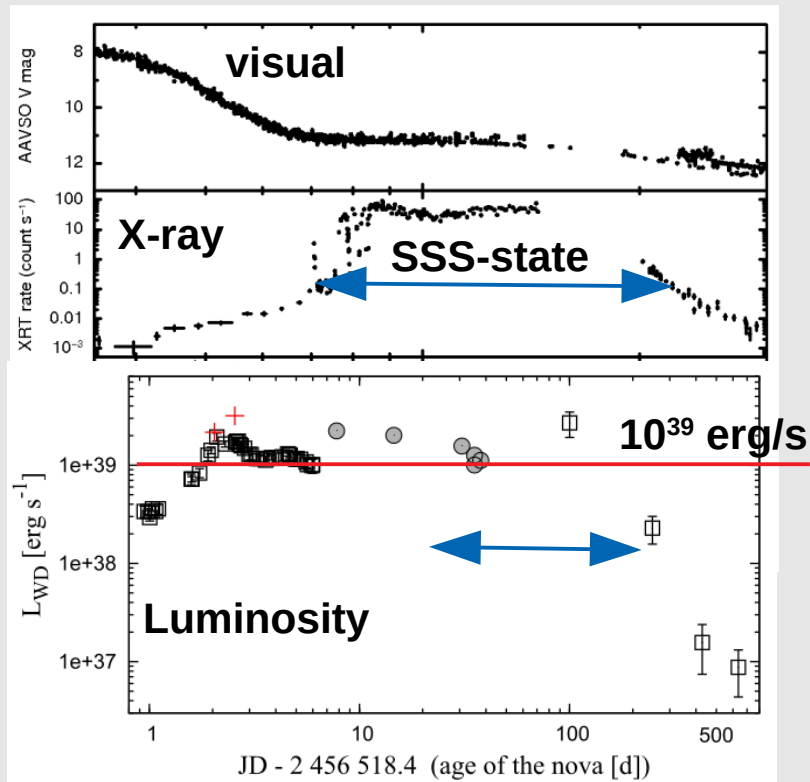 AAVSO V mag
8
10
12
visual
XRT rate (count s⁻¹)
100
10
1
0.1
0.01
10⁻³
X-ray
SSS-state
L_WD [erg s⁻¹]
1e+39
1e+38
1e+37
10³⁹ erg/s
Luminosity
1 10 100 500
JD - 2 456 518.4 (age of the nova [d])